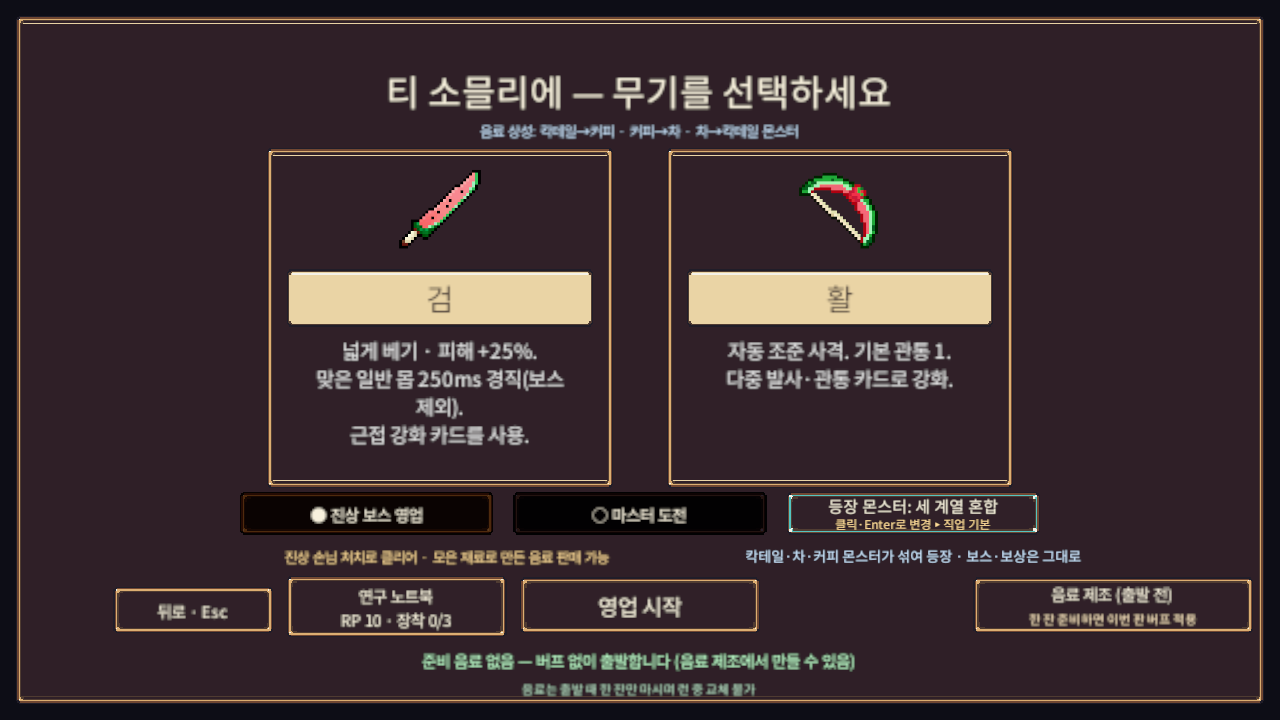 티 소믈리에 — 무기를 선택하세요
음료 상성: 칵테일→커피 · 커피→차 · 차→칵테일 몬스터
검
넓게 베기 · 피해 +25%.
맞은 일반 몹 250ms 경직(보스
제외).
근접 강화 카드를 사용.
활
자동 조준 사격. 기본 관통 1.
다중 발사·관통 카드로 강화.
● 진상 보스 영업
○ 마스터 도전
등장 몬스터: 세 계열 혼합
클릭·Enter로 변경 ▸ 직업 기본
진상 손님 처치로 클리어 · 모은 재료로 만든 음료 판매 가능
칵테일·차·커피 몬스터가 섞여 등장 · 보스·보상은 그대로
뒤로 · Esc
연구 노트북
RP 10 · 장착 0/3
영업 시작
음료 제조 (출발 전)
한 잔 준비하면 이번 판 버프 적용
준비 음료 없음 — 버프 없이 출발합니다 (음료 제조에서 만들 수 있음)
음료는 출발 때 한 잔만 마시며 런 중 교체 불가